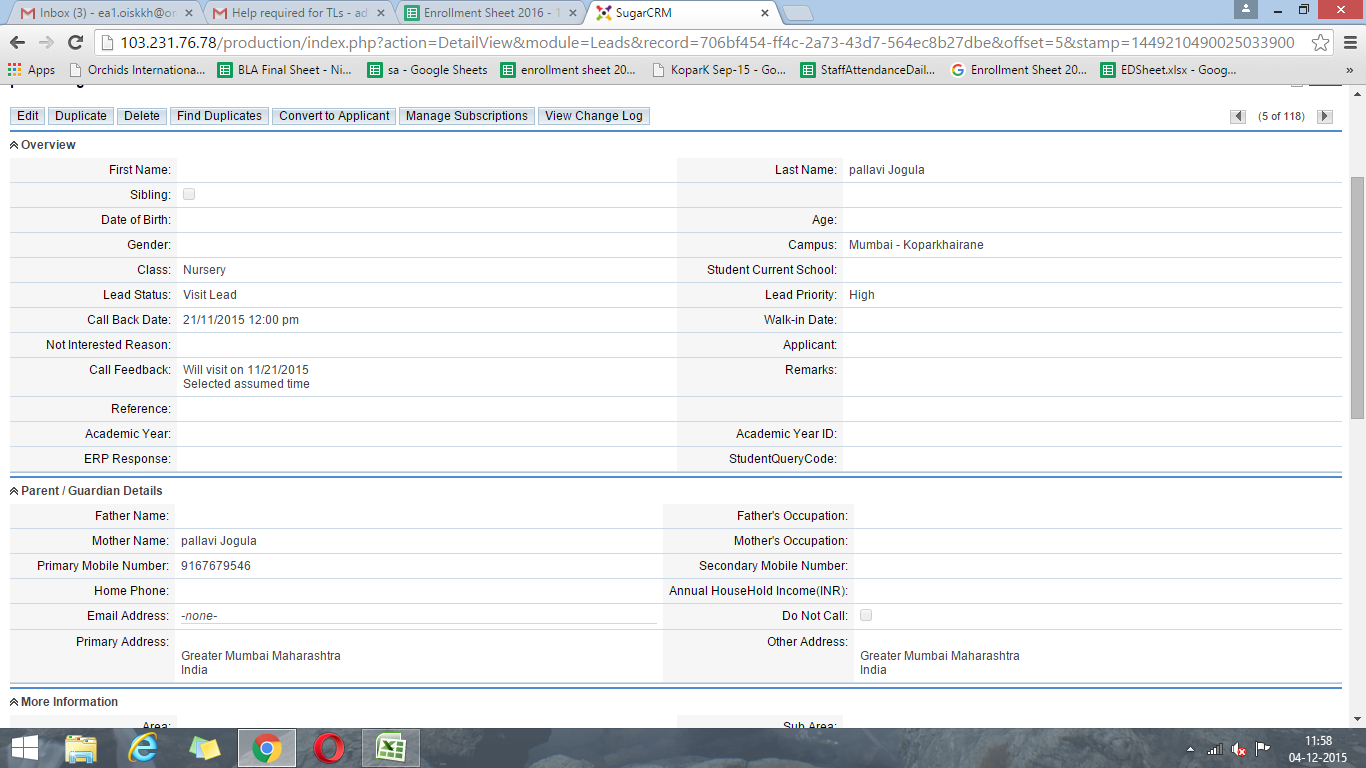 Inbox (3) - ea1.oiskkh@or
Help required for TLs - ad
Enrollment Sheet 2016 - 1
SugarCRM
103.231.76.78/production/index.php?action=DetailView&module=Leads&record=706bf454-ff4c-2a73-43d7-564ec8b27dbe&offset=5&stamp=1449210490025033900
Apps
Orchids Internationa...
BLA Final Sheet - Ni...
sa - Google Sheets
enrollment sheet 20...
KoparK Sep-15 - Go...
StaffAttendanceDail...
Enrollment Sheet 20...
EDSheet.xlsx - Goog...
»
Edit
Duplicate
Delete
Find Duplicates
Convert to Applicant
Manage Subscriptions
View Change Log
(5 of 118)
Overview
First Name:
Last Name: pallavi Jogula
Sibling:
Date of Birth:
Age:
Gender:
Campus: Mumbai - Koparkhairane
Class: Nursery
Student Current School:
Lead Status: Visit Lead
Lead Priority: High
Call Back Date: 21/11/2015 12:00 pm
Walk-in Date:
Not Interested Reason:
Applicant:
Call Feedback: Will visit on 11/21/2015
Selected assumed time
Remarks:
Reference:
Academic Year:
Academic Year ID:
ERP Response:
StudentQueryCode:
Parent / Guardian Details
Father Name:
Father's Occupation:
Mother Name: pallavi Jogula
Mother's Occupation:
Primary Mobile Number: 9167679546
Secondary Mobile Number:
Home Phone:
Annual HouseHold Income(INR):
Email Address: -none-
Do Not Call:
Primary Address:
Greater Mumbai Maharashtra
India
Other Address:
Greater Mumbai Maharashtra
India
More Information
Area:
Sub Area:
11:58
04-12-2015